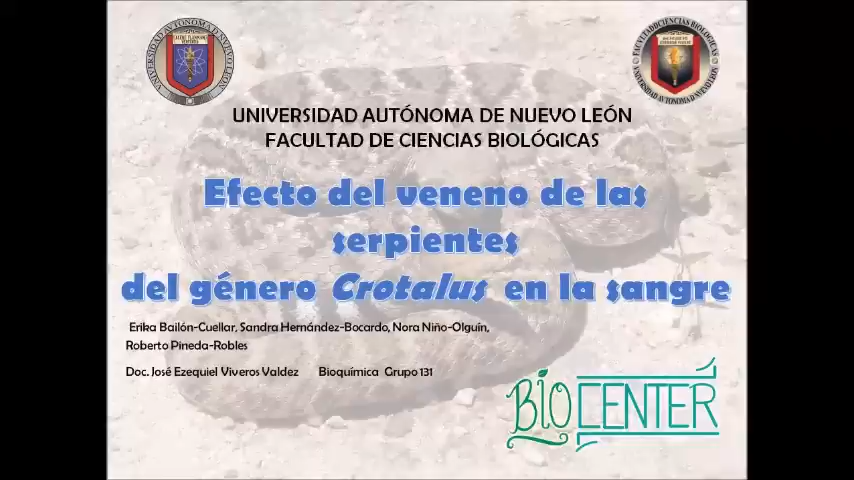 UNIVERSIDAD AUTÓNOMA DE NUEVO LEÓN
FACULTAD DE CIENCIAS BIOLÓGICAS
Efecto del veneno de las
serpientes
del género Crotalus en la sangre
Erika Bailón-Cuellar, Sandra Hernández-Bocardo, Nora Niño-Olguín,
Roberto Pineda-Robles
Doc. José Ezequiel Viveros Valdez Bioquímica Grupo 131
BIOCENTER